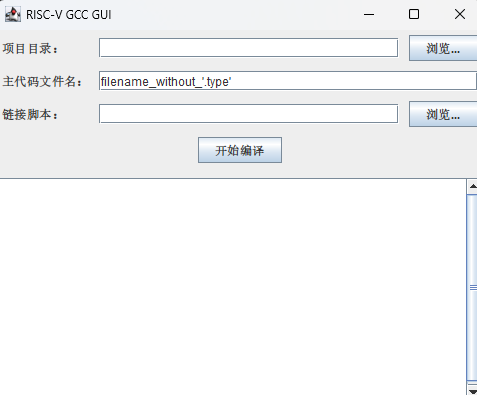 RISC-V GCC GUI
项目目录：
浏览...
主代码文件名：
filename_without_'.type'
链接脚本：
浏览...
开始编译